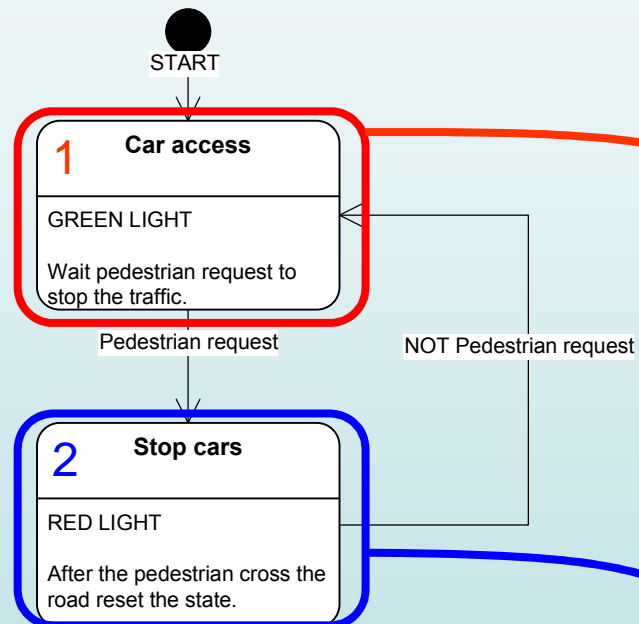 START
1
Car access
GREEN LIGHT
Wait pedestrian request to
stop the traffic.
Pedestrian request
NOT Pedestrian request
2
Stop cars
RED LIGHT
After the pedestrian cross the
road reset the state.